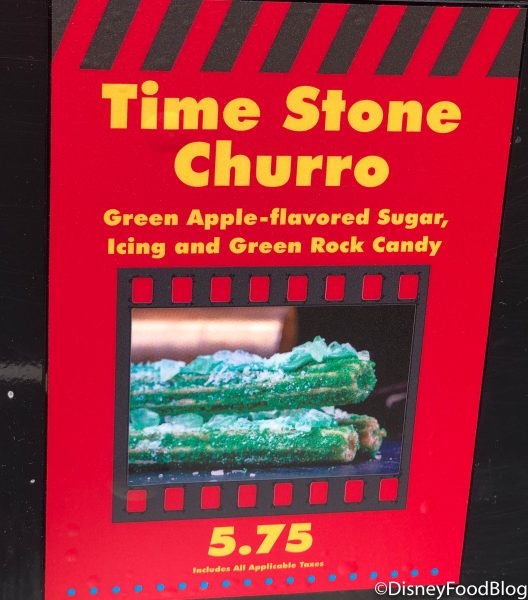 Time Stone
Churro
Green Apple-flavored Sugar,
Icing and Green Rock Candy
5.75
Includes All Applicable Taxes
©DisneyFoodBlog